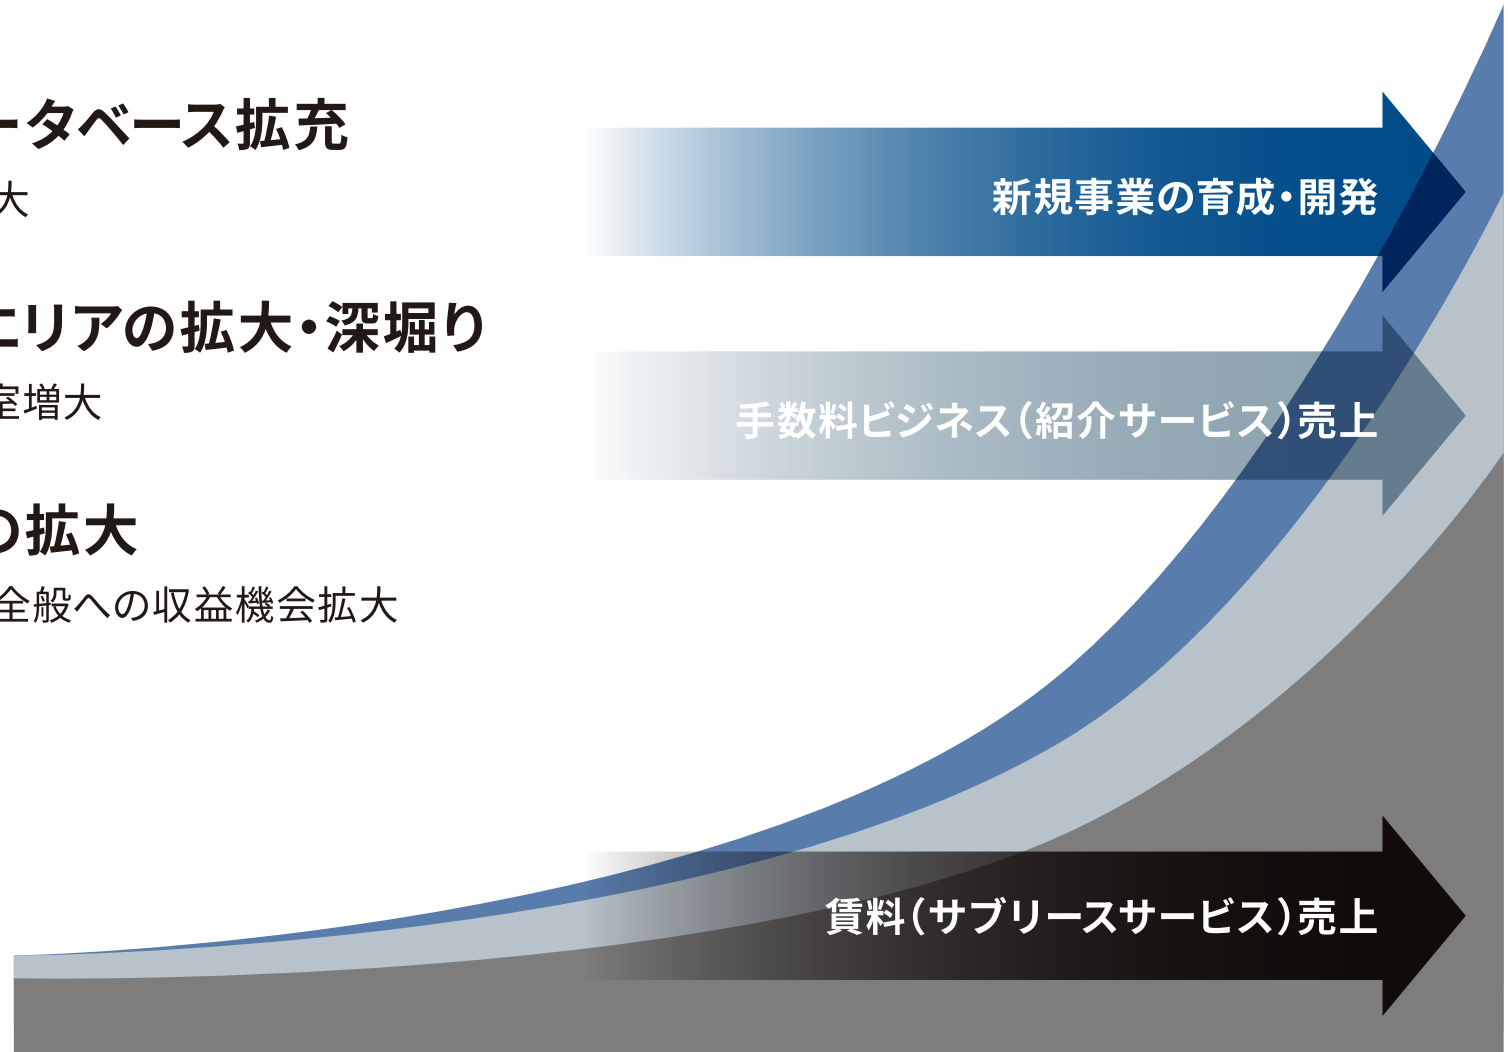 ータベース拡充
大
新規事業の育成・開発
エリアの拡大・深堀り
室増大
手数料ビジネス（紹介サービス）売上
の拡大
全般への収益機会拡大
賃料（サブリースサービス）売上